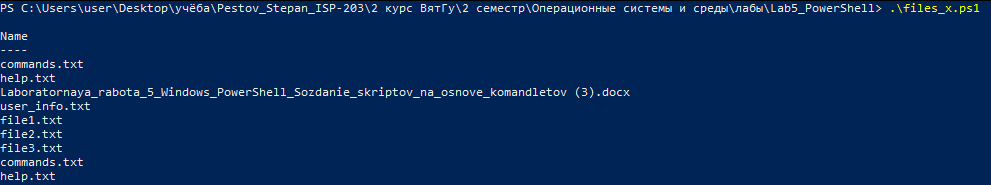 PS C:\Users\user\Desktop\учёба\Pestov_Stepan_ISP-203\2 курс ВятГу\2 семестр\Операционные системы и среды\лабы\Lab5_PowerShell> .\files_x.ps1
Name
----
commands.txt
help.txt
Laboratornaya_rabota_5_Windows_PowerShell_Sozdanie_skriptov_na_osnove_komandletov (3).docx
user_info.txt
file1.txt
file2.txt
file3.txt
commands.txt
help.txt